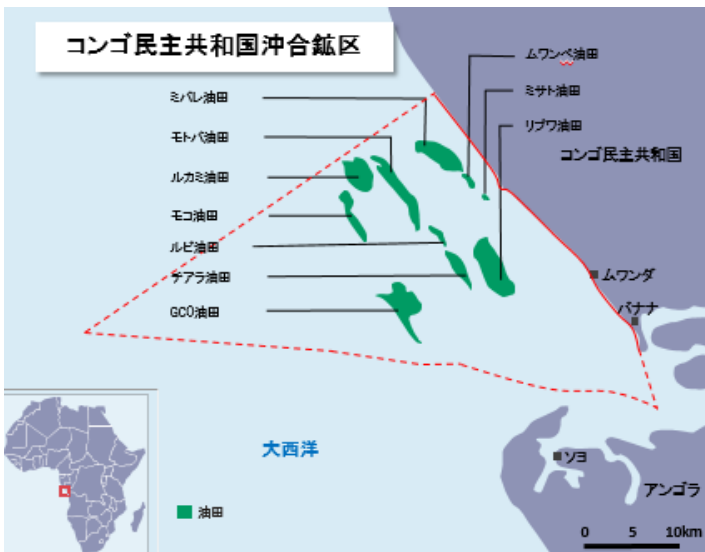 コンゴ民主共和国沖合鉱区
ムワンベ油田
ミバレ油田
ミサト油田
リブワ油田
モトバ油田
コンゴ民主共和国
ルカミ油田
モコ油田
ルビ油田
チアラ油田
GCO油田
ムワンダ
バナナ
大西洋
ソヨ
アンゴラ
油田
0 5 10km